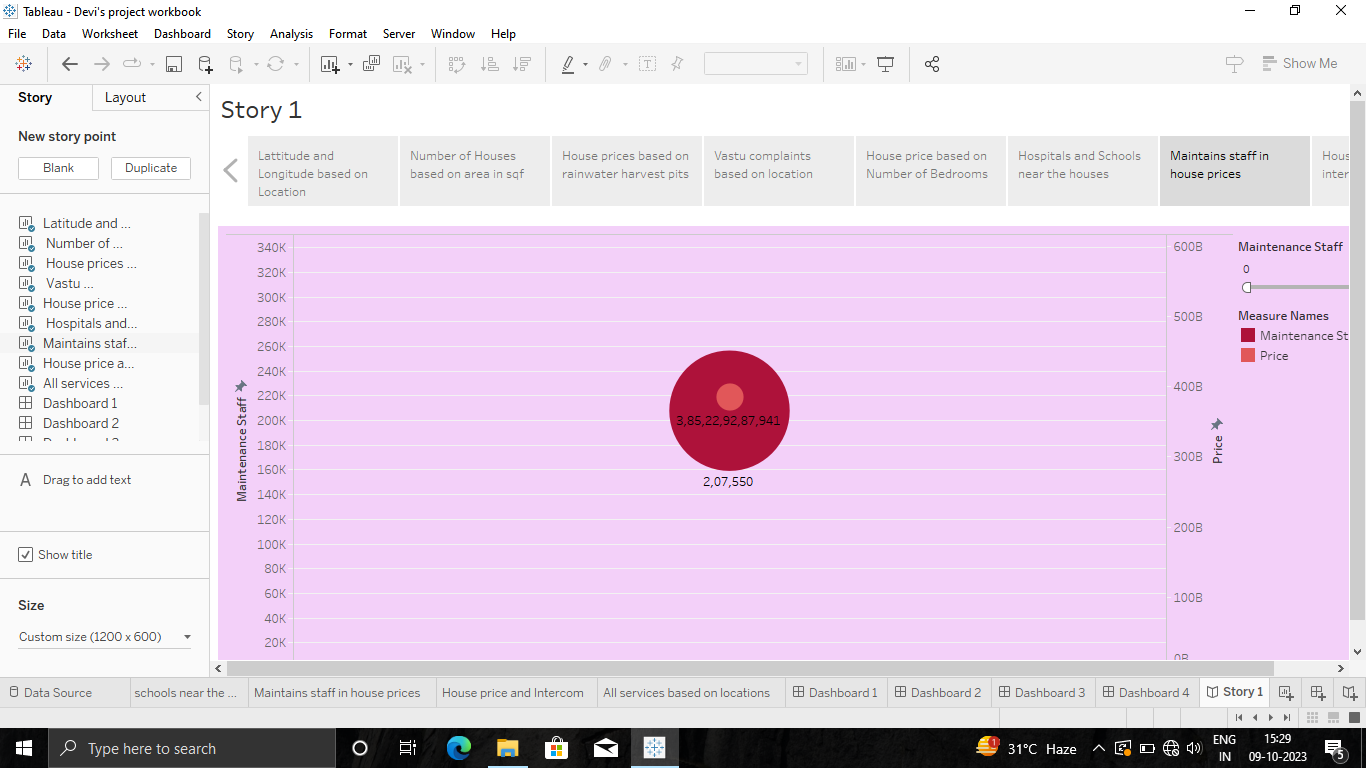 Tableau - Devi's project workbook
File Data Worksheet Dashboard Story Analysis Format Server Window Help
Show Me
Story Layout
New story point
Blank Duplicate
Latitude and ...
Number of ...
House prices ...
Vastu ...
House price ...
Hospitals and...
Maintains staf...
House price a...
All services ...
Dashboard 1
Dashboard 2
A Drag to add text
Show title
Size
Custom size (1200 x 600)
Story 1
Lattitude and
Longitude based on
Location
Number of Houses
based on area in sqf
House prices based on
rainwater harvest pits
Vastu complaints
based on location
House price based on
Number of Bedrooms
Hospitals and Schools
near the houses
Maintains staff in
house prices
Hous
inter
340K
320K
300K
280K
260K
240K
220K
200K
180K
160K
140K
120K
100K
80K
60K
40K
20K
Maintenance Staff
3,85,22,92,87,941
2,07,550
600B
500B
400B
300B
200B
100B
0B
Price
Maintenance Staff
0
Measure Names
Maintenance St
Price
Data Source schools near the ... Maintains staff in house prices House price and Intercom All services based on locations Dashboard 1 Dashboard 2 Dashboard 3 Dashboard 4 Story 1
Type here to search
1
31°C Haze
ENG
IN
15:29
09-10-2023
5